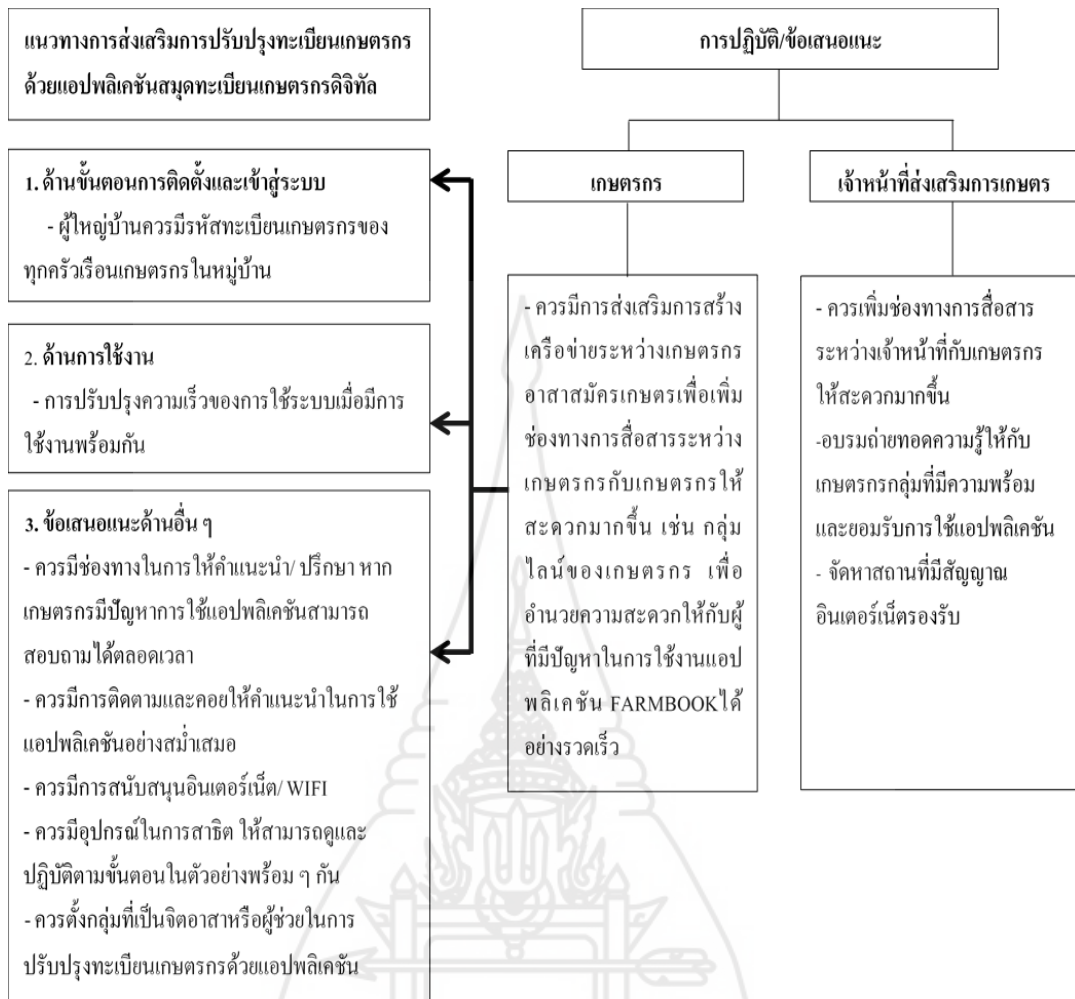 แนวทางการส่งเสริมการปรับปรุงทะเบียนเกษตรกร
ด้วยแอปพลิเคชันสมุดทะเบียนเกษตรกรดิจิทัล
1. ด้านขั้นตอนการติดตั้งและเข้าสู่ระบบ
- ผู้ใหญ่บ้านควรมีรหัสทะเบียนเกษตรกรของ
ทุกครัวเรือนเกษตรกรในหมู่บ้าน
2. ด้านการใช้งาน
- การปรับปรุงความเร็วของการใช้ระบบเมื่อมีการ
ใช้งานพร้อมกัน
3. ข้อเสนอแนะด้านอื่น ๆ
- ควรมีช่องทางในการให้คำแนะนำ/ ปรึกษา หาก
เกษตรกรมีปัญหาการใช้แอปพลิเคชันสามารถ
สอบถามได้ตลอดเวลา
- ควรมีการติดตามและคอยให้คำแนะนำในการใช้
แอปพลิเคชันอย่างสม่ำเสมอ
- ควรมีการสนับสนุนอินเตอร์เน็ต/ WIFI
- ควรมีอุปกรณ์ในการสาธิต ให้สามารถดูและ
ปฏิบัติตามขั้นตอนในตัวอย่างพร้อม ๆ กัน
- ควรตั้งกลุ่มที่เป็นจิตอาสาหรือผู้ช่วยในการ
ปรับปรุงทะเบียนเกษตรกรด้วยแอปพลิเคชัน
การปฏิบัติ/ข้อเสนอแนะ
เกษตรกร
- ควรมีการส่งเสริมการสร้าง
เครือข่ายระหว่างเกษตรกร
อาสาสมัครเกษตรเพื่อเพิ่ม
ช่องทางการสื่อสารระหว่าง
เกษตรกรกับเกษตรกรให้
สะดวกมากขึ้น เช่น กลุ่ม
ไลน์ของเกษตรกร เพื่อ
อำนวยความสะดวกให้กับผู้
ที่มีปัญหาในการใช้งานแอป
พลิเคชัน FARMBOOKได้
อย่างรวดเร็ว
เจ้าหน้าที่ส่งเสริมการเกษตร
- ควรเพิ่มช่องทางการสื่อสาร
ระหว่างเจ้าหน้าที่กับเกษตรกร
ให้สะดวกมากขึ้น
-อบรมถ่ายทอดความรู้ให้กับ
เกษตรกรกลุ่มที่มีความพร้อม
และยอมรับการใช้แอปพลิเคชัน
- จัดหาสถานที่มีสัญญาณ
อินเตอร์เน็ตรองรับ